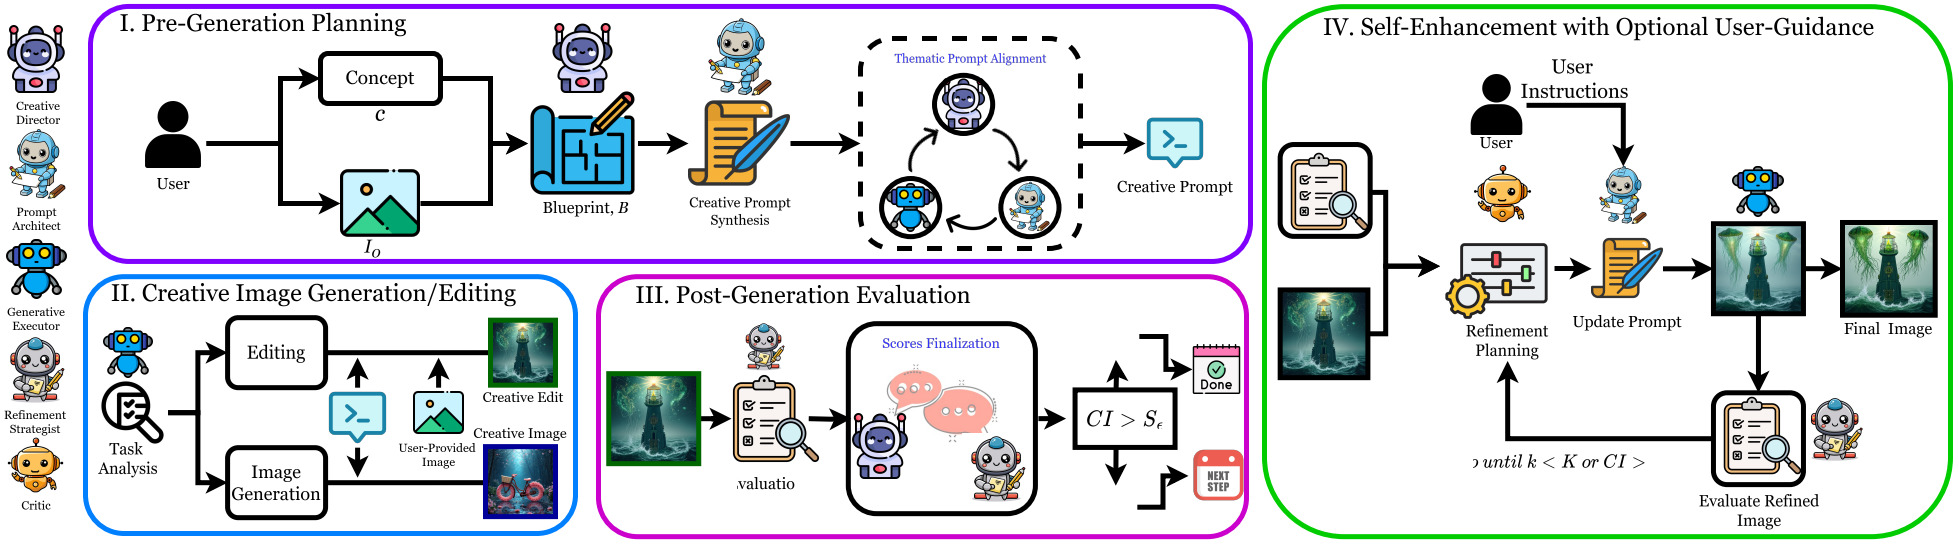 Creative
Director
Prompt
Architect
Generative
Executor
Refinement
Strategist
Critic
I. Pre-Generation Planning
User
Concept
c
I_o
Blueprint, B
Creative Prompt
Synthesis
Thematic Prompt Alignment
Creative Prompt
II. Creative Image Generation/Editing
Task
Analysis
Editing
Image
Generation
User-Provided
Image
Creative Edit
Creative Image
III. Post-Generation Evaluation
.valuatio
Scores Finalization
CI > S_ϵ
Done
NEXT
STEP
IV. Self-Enhancement with Optional User-Guidance
User
Instructions
User
Refinement
Planning
Update Prompt
Final Image
until k < K or CI >
Evaluate Refined
Image